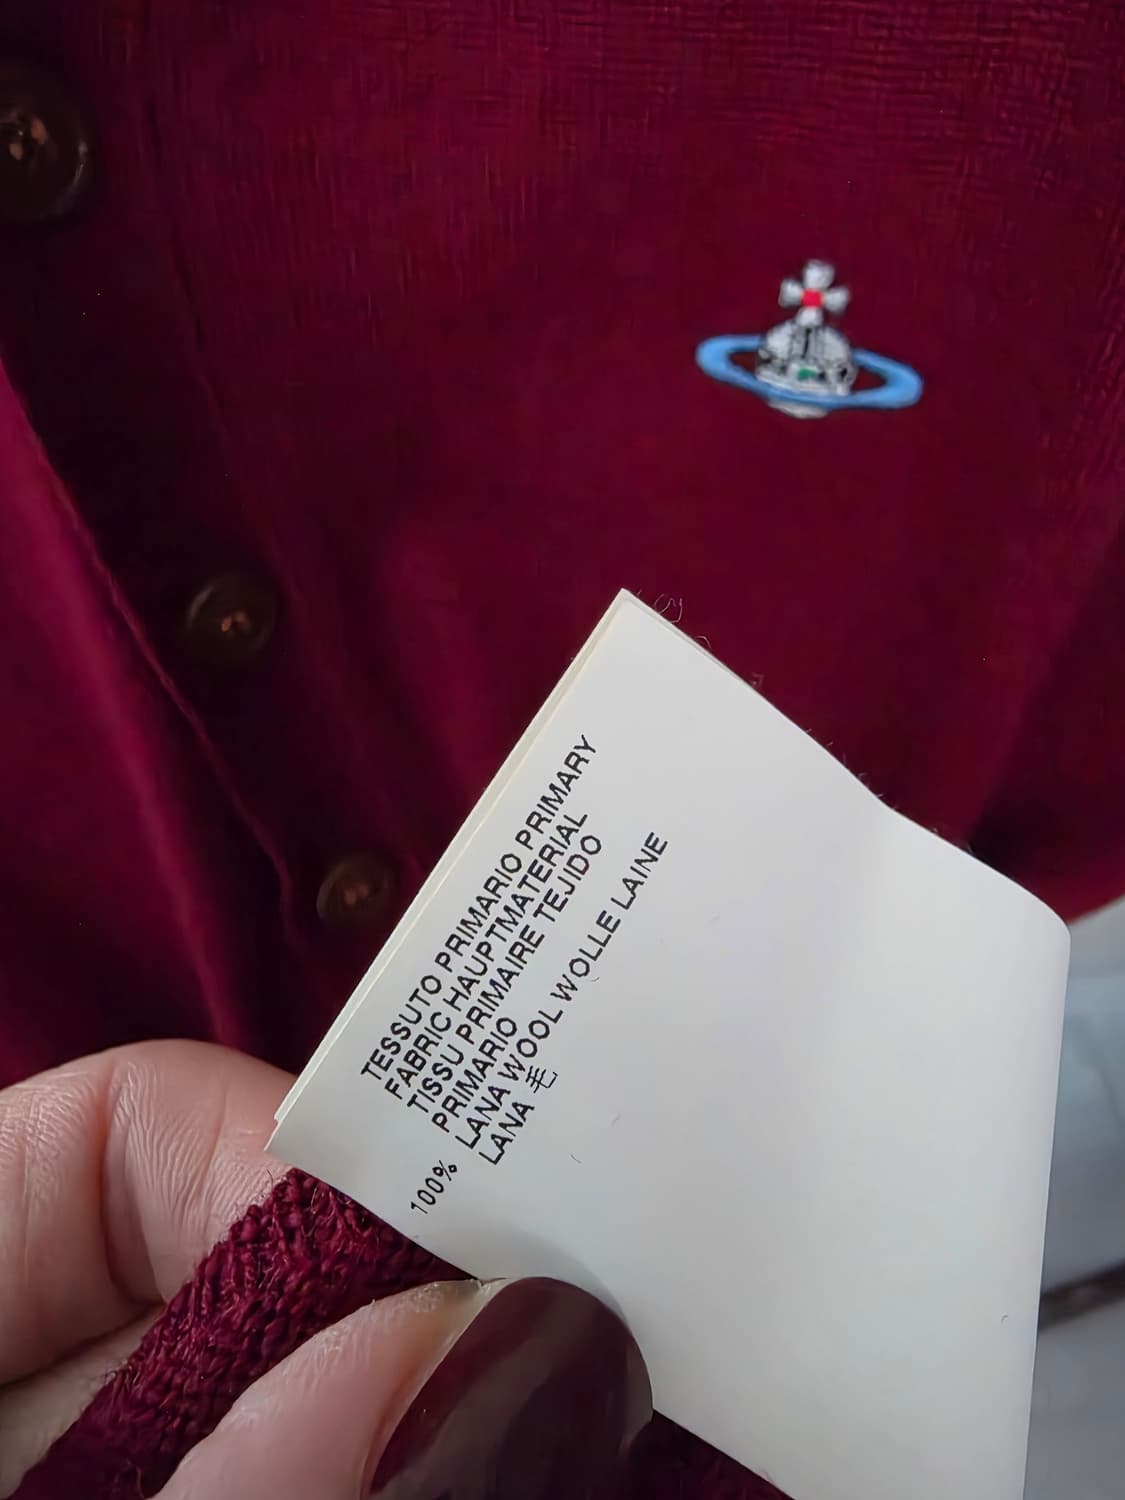 TESSUTO PRIMARIO PRIMARY
FABRIC HAUPTMATERIAL
TISSU PRIMAIRE TEJIDO
PRIMARIO
100% LANA WOOL WOLLE LAINE
LANA 毛